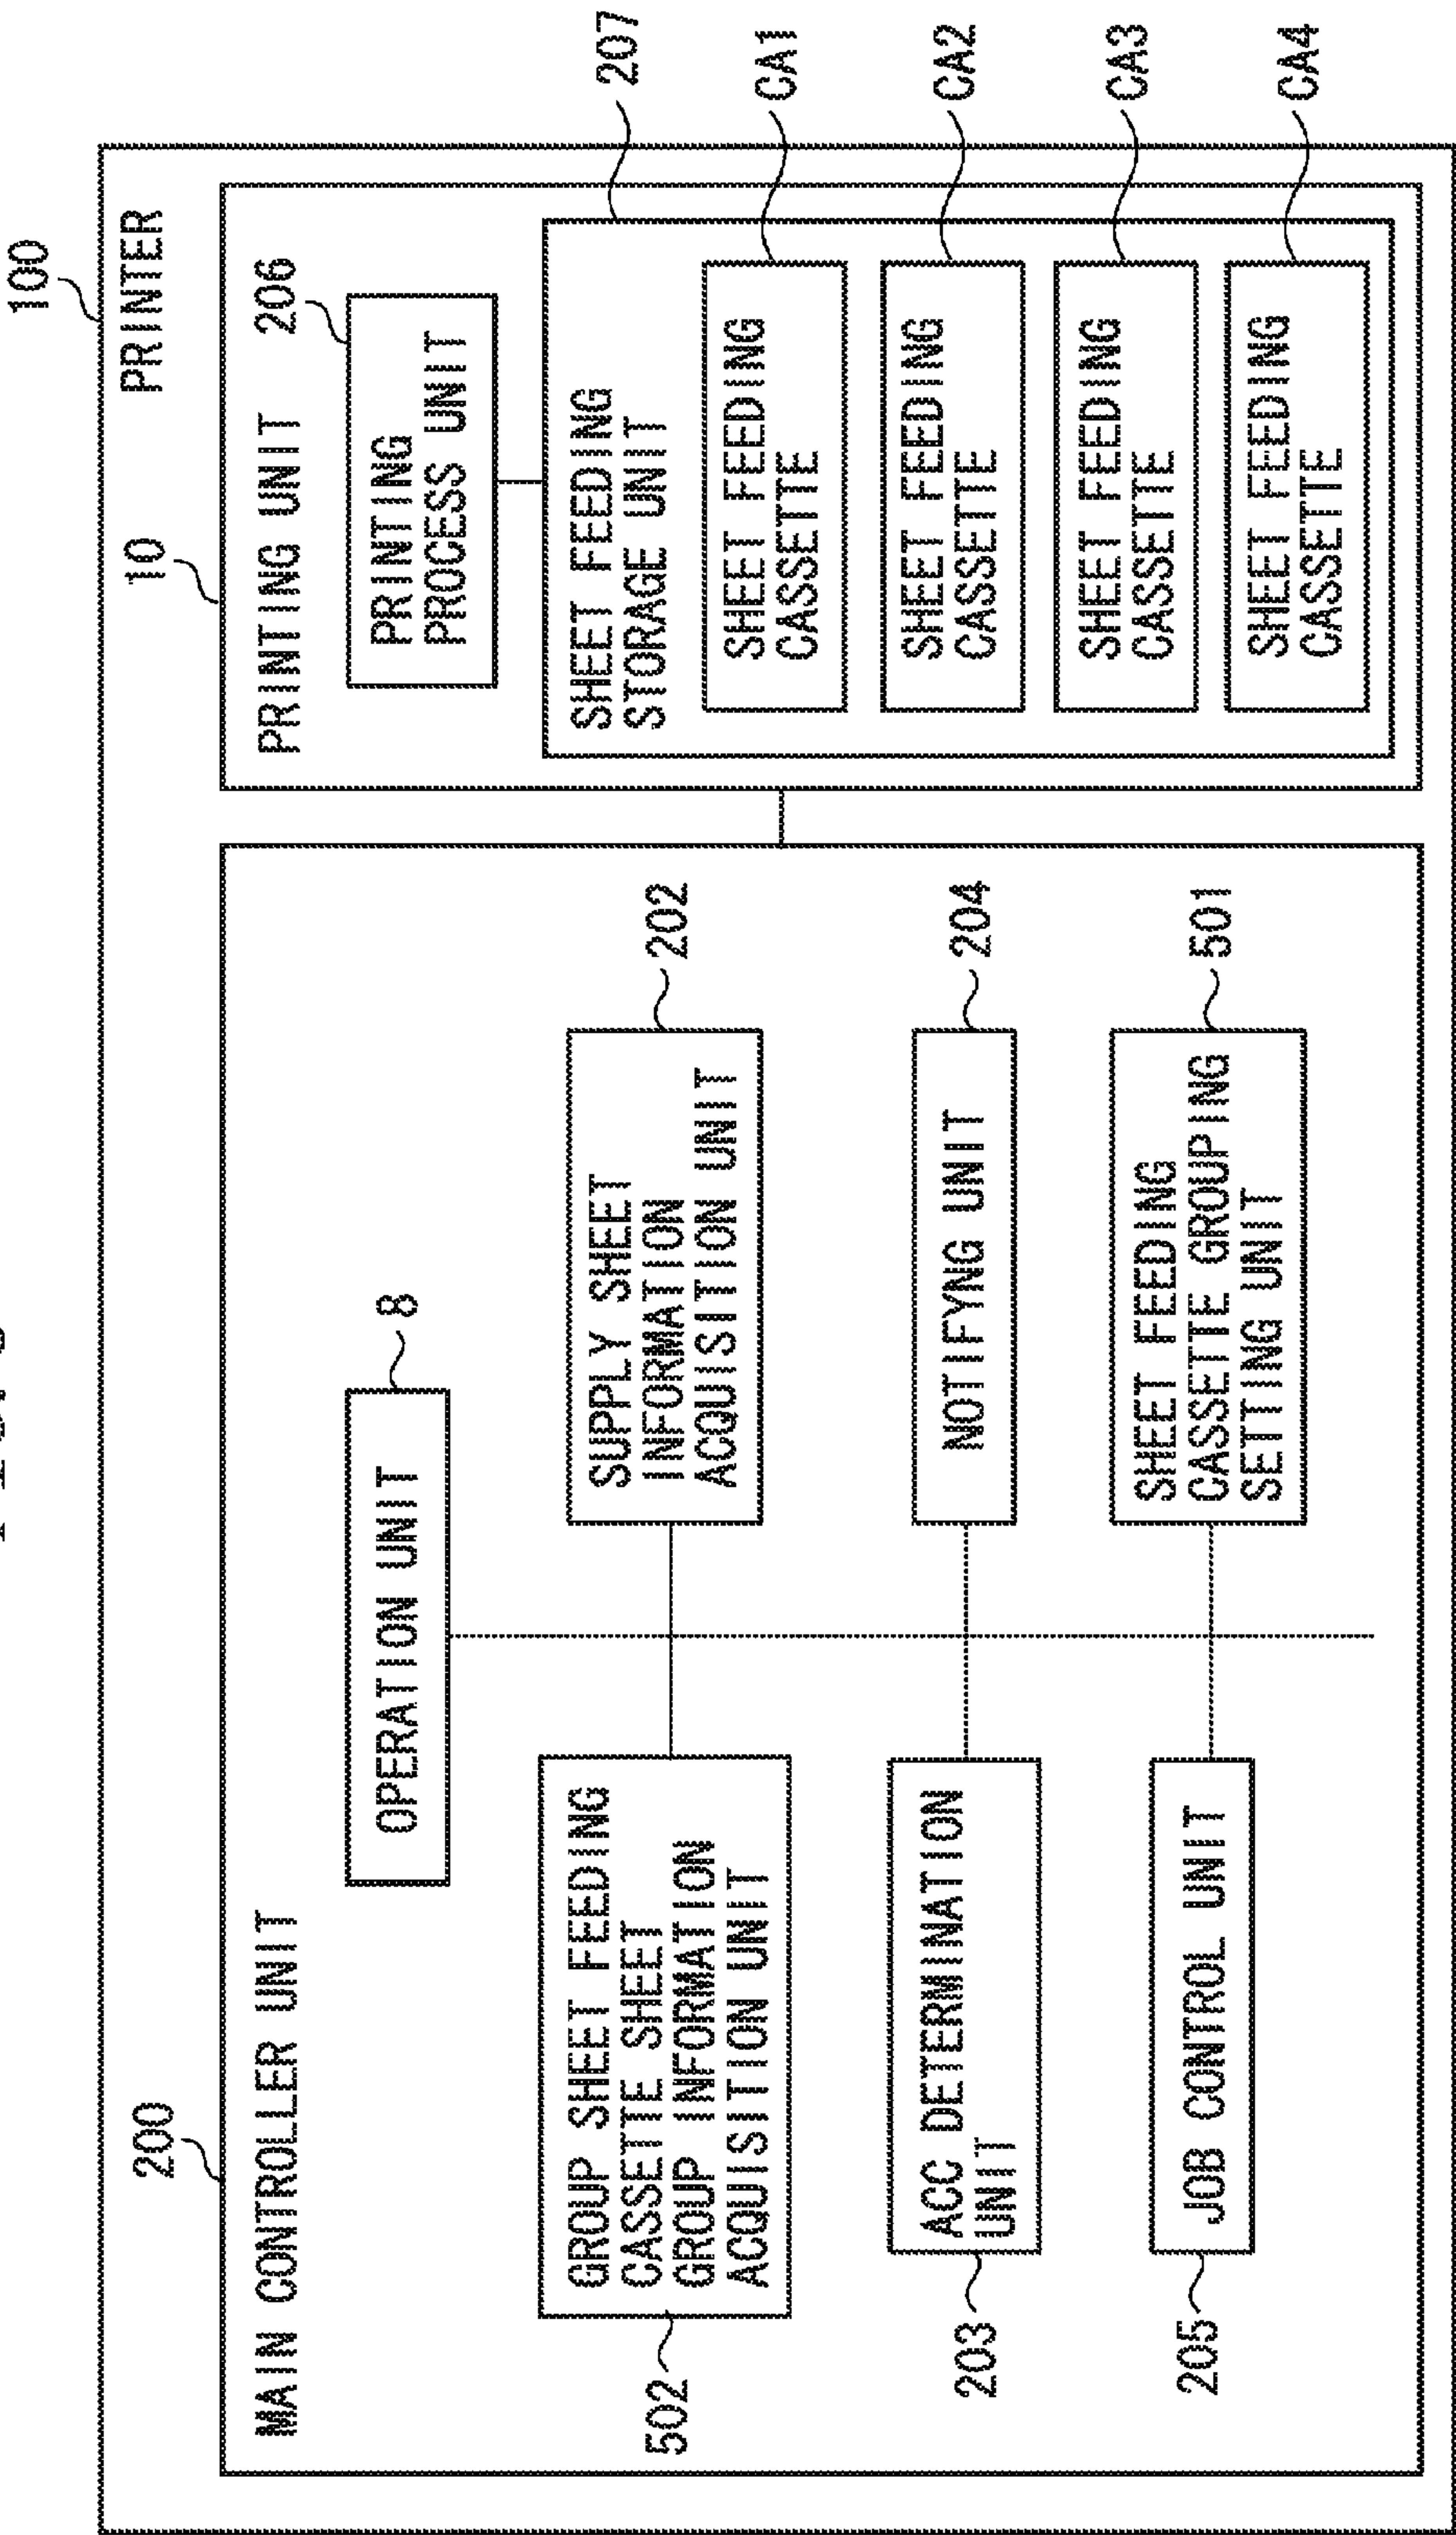 100
PRINTER
200
MAIN CONTROLLER UNIT
OPERATION UNIT
8
GROUP SHEET FEEDING
CASSETTE SHEET
GROUP INFORMATION
ACQUISITION UNIT
502
SUPPLY SHEET
INFORMATION
ACQUISITION UNIT
202
ACC DETERMINATION
UNIT
203
NOTIFYNG UNIT
204
JOB CONTROL UNIT
205
SHEET FEEDING
CASSETTE GROUPING
SETTING UNIT
501
10
PRINTING UNIT
206
PRINTING
PROCESS UNIT
207
SHEET FEEDING
STORAGE UNIT
SHEET FEEDING
CASSETTE
CA1
SHEET FEEDING
CASSETTE
CA2
SHEET FEEDING
CASSETTE
CA3
SHEET FEEDING
CASSETTE
CA4